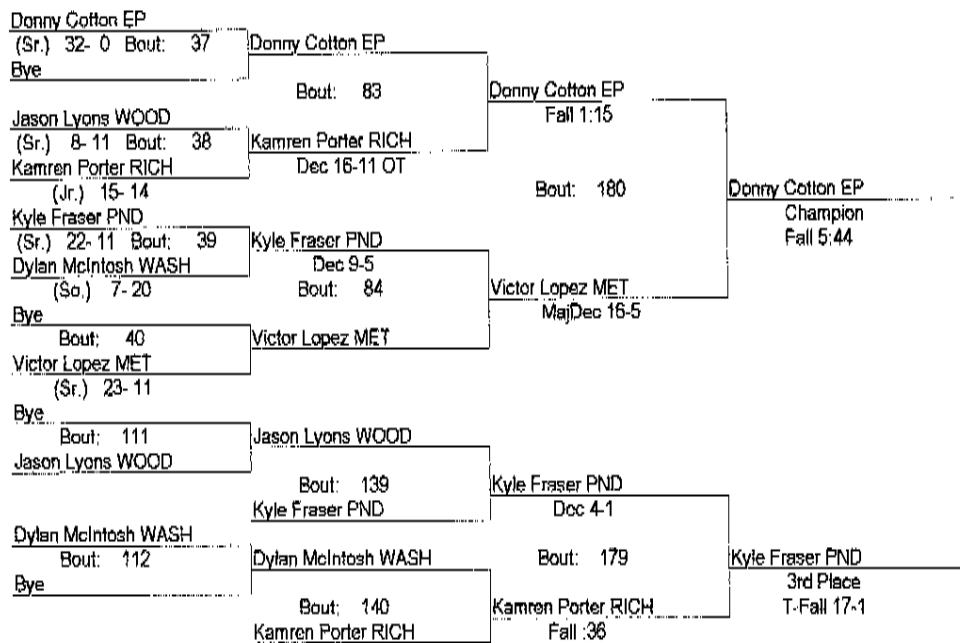 Donny Cotton EP
(Sr.) 32- 0 Bout: 37
Bye
Donny Cotton EP
Bout: 83
Jason Lyons WOOD
(Sr.) 8- 11 Bout: 38
Kamren Porter RICH
(Jr.) 15- 14
Kamren Porter RICH
Dec 16-11 OT
Donny Cotton EP
Fall 1:15
Bout: 180
Kyle Fraser PND
(Sr.) 22- 11 Bout: 39
Dylan McIntosh WASH
(So.) 7- 20
Kyle Fraser PND
Dec 9-5
Bout: 84
Bye
Bout: 40
Victor Lopez MET
(Sr.) 23- 11
Victor Lopez MET
Victor Lopez MET
MajDec 16-5
Donny Cotton EP
Champion
Fall 5:44
Bye
Bout: 111
Jason Lyons WOOD
Jason Lyons WOOD
Bout: 139
Kyle Fraser PND
Kyle Fraser PND
Dec 4-1
Bout: 179
Dylan McIntosh WASH
Bout: 112
Bye
Dylan McIntosh WASH
Bout: 140
Kamren Porter RICH
Kamren Porter RICH
Fall :36
Kyle Fraser PND
3rd Place
T-Fall 17-1